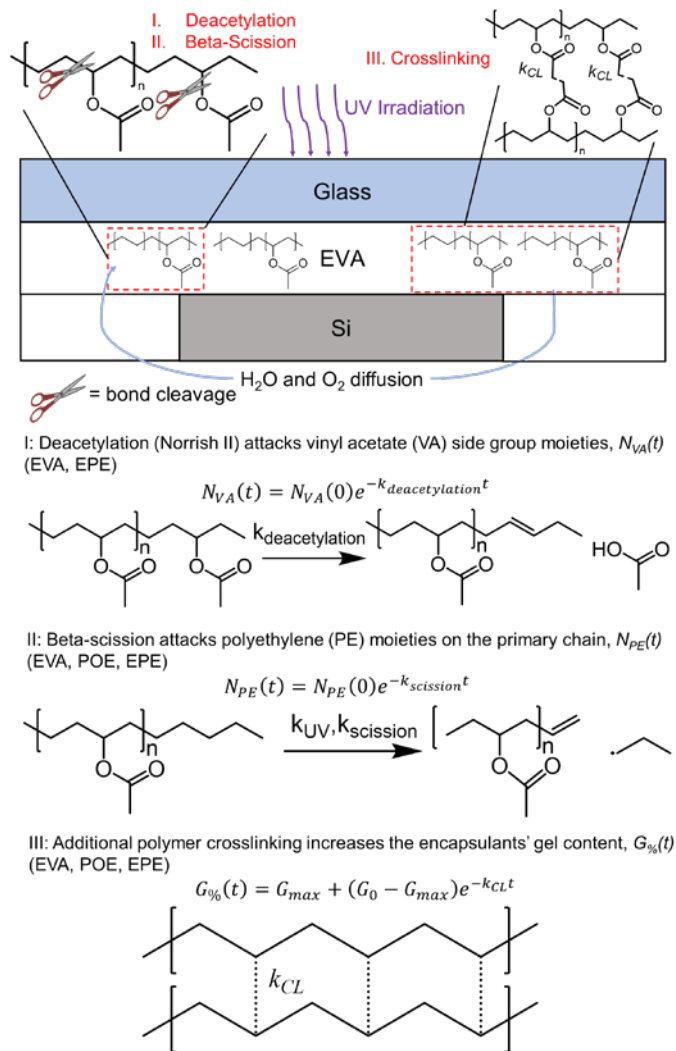 I. Deacetylation
II. Beta-Scission
III. Crosslinking
n
O
O
n
O
O
O
O
k_CL
k_CL
O
O
O
O
n
UV Irradiation
Glass
EVA
O
O
O
O
O
O
O
O
Si
H₂O and O₂ diffusion
= bond cleavage
I: Deacetylation (Norrish II) attacks vinyl acetate (VA) side group moieties, N_VA(t)
(EVA, EPE)
N_VA(t) = N_VA(0)e^{-k_deacetylation t}
n
O
O
O
O
k_deacetylation
n
O
O
HO
O
II: Beta-scission attacks polyethylene (PE) moieties on the primary chain, N_PE(t)
(EVA, POE, EPE)
N_PE(t) = N_PE(0)e^{-k_scission t}
n
O
O
k_UV,k_scission
n
O
O
III: Additional polymer crosslinking increases the encapsulants' gel content, G_%(t)
(EVA, POE, EPE)
G_%(t) = G_max + (G_0 − G_max)e^{-k_CL t}
k_CL